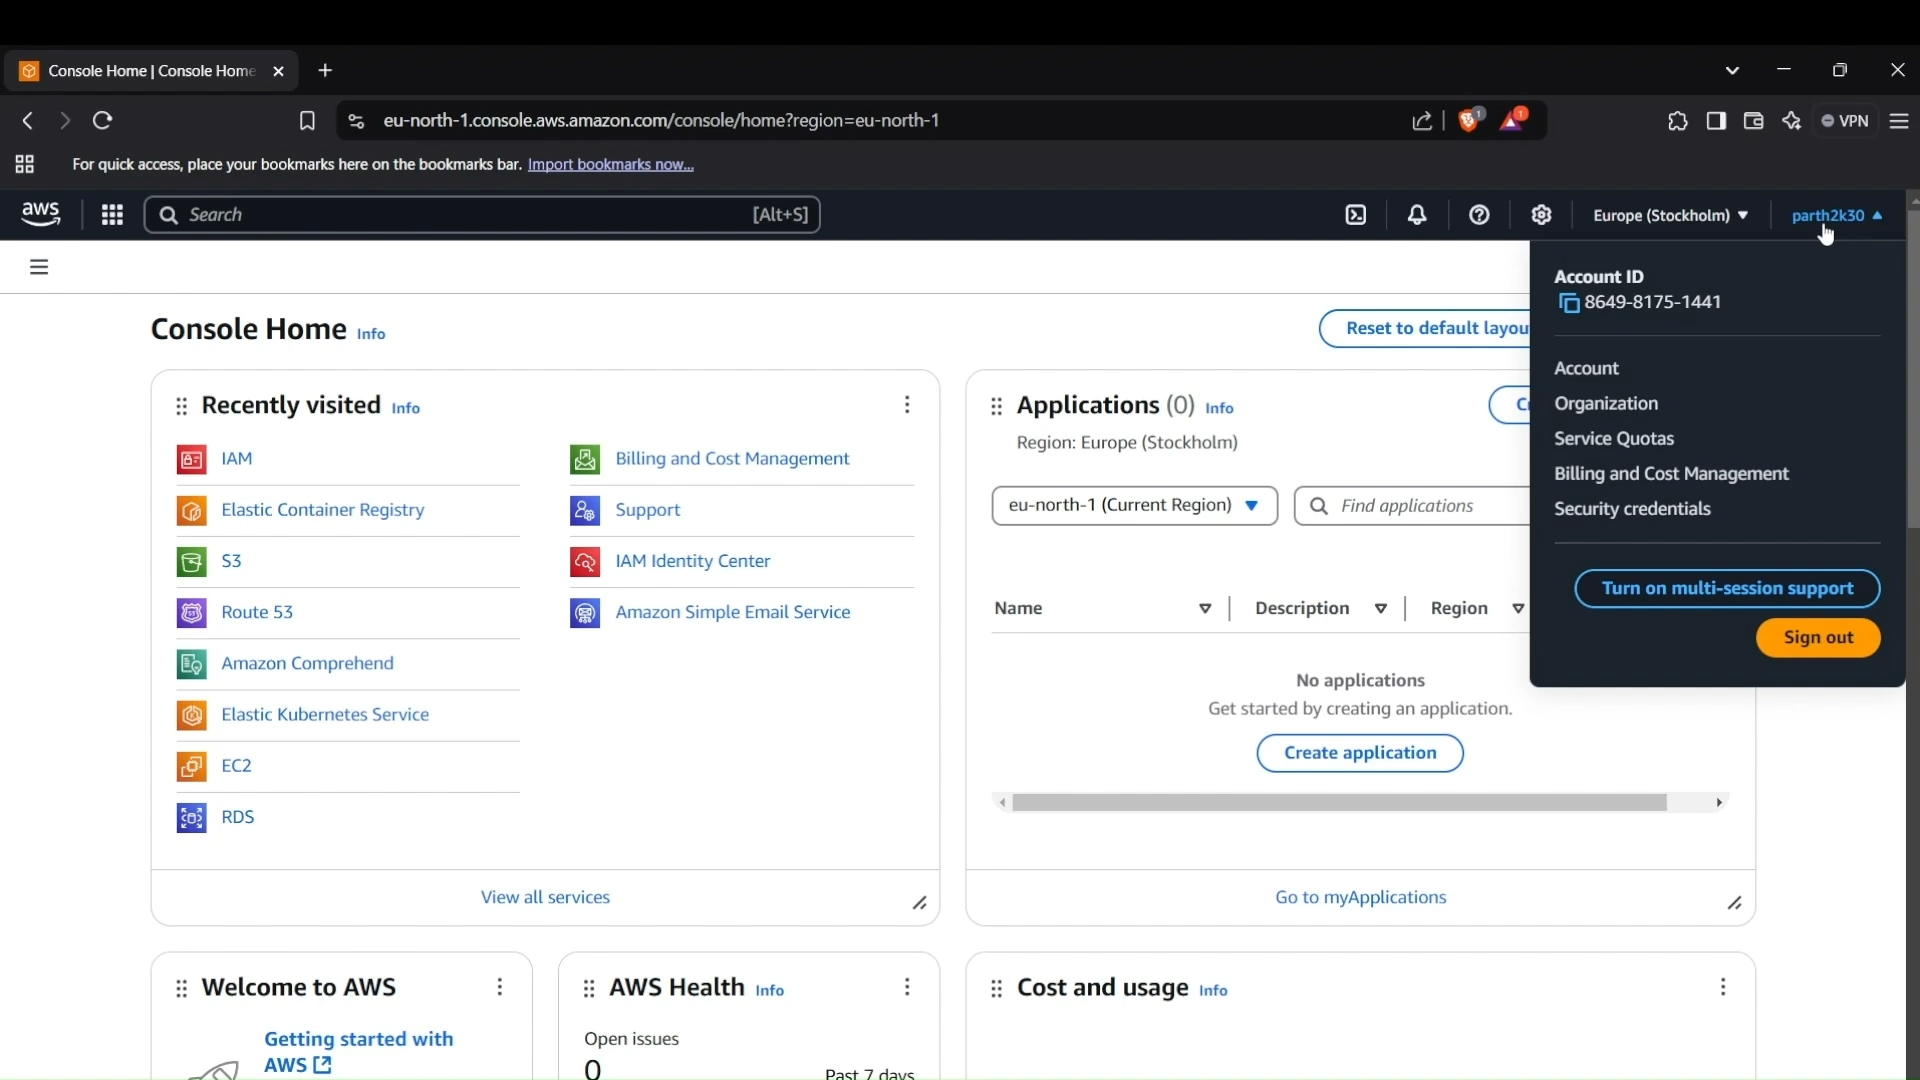 Console Home | Console Home
eu-north-1.console.aws.amazon.com/console/home?region=eu-north-1
1
1
VPN
For quick access, place your bookmarks here on the bookmarks bar. Import bookmarks now...
aws
Search
[Alt+S]
Europe (Stockholm)
parth2k30
Account ID
8649-8175-1441
Account
Organization
Service Quotas
Billing and Cost Management
Security credentials
Turn on multi-session support
Sign out
Console Home Info
Reset to default layou
Recently visited Info
IAM
Elastic Container Registry
S3
Route 53
Amazon Comprehend
Elastic Kubernetes Service
EC2
RDS
Billing and Cost Management
Support
IAM Identity Center
Amazon Simple Email Service
View all services
Applications (0) Info
Region: Europe (Stockholm)
eu-north-1 (Current Region)
Find applications
Name
Description
Region
No applications
Get started by creating an application.
Create application
Go to myApplications
Welcome to AWS
Getting started with
AWS
AWS Health Info
Open issues
0
Past 7 days
Cost and usage Info